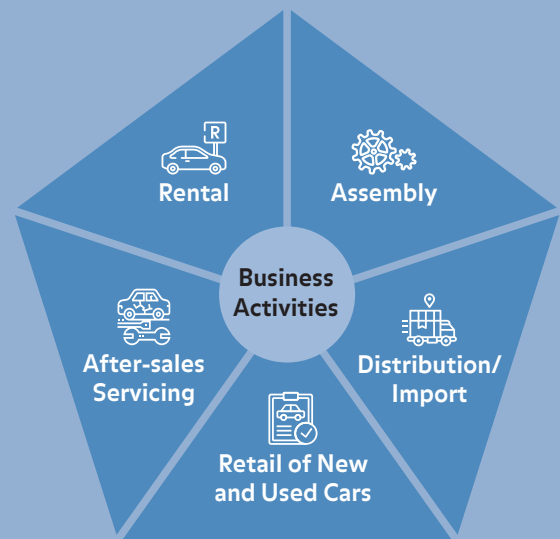 R
Rental
Assembly
Business
Activities
After-sales
Servicing
Distribution/
Import
Retail of New
and Used Cars